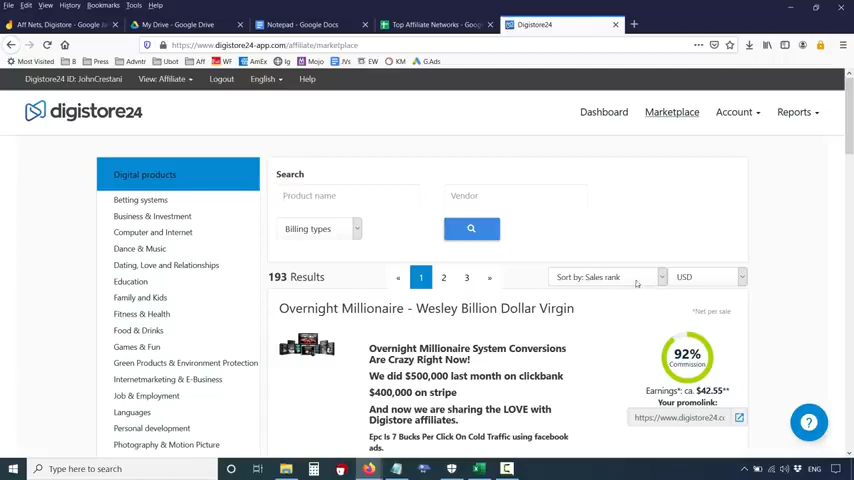 File Edit View History Bookmarks Tools Help
Aff Nets, Digistore - Google
My Drive - Google Drive
Notepad - Google Docs
Top Affiliate Networks - Google
Digistore24
https://www.digistore24-app.com/affiliate/marketplace
Most Visited B Press Advntr Ubot Aff WF AmEx Ig Mojo JVs EW KM G.Ads
Digistore24 ID: JohnCrestani View: Affiliate Logout English Help
digistore24
Dashboard Marketplace Account Reports
Digital products
Betting systems
Business & Investment
Computer and Internet
Dance & Music
Dating, Love and Relationships
Education
Family and Kids
Fitness & Health
Food & Drinks
Games & Fun
Green Products & Environment Protection
Internetmarketing & E-Business
Job & Employment
Languages
Personal development
Photography & Motion Picture
Search
Product name Vendor
Billing types
193 Results « 1 2 3 » Sort by: Sales rank USD
Overnight Millionaire - Wesley Billion Dollar Virgin
*Net per sale
Overnight Millionaire System Conversions
Are Crazy Right Now!
We did $500,000 last month on clickbank
$400,000 on stripe
And now we are sharing the LOVE with
Digistore affiliates.
Epc Is 7 Bucks Per Click On Cold Traffic using facebook
ads.
92%
Commission
Earnings*: ca. $42.55**
Your promolink:
https://www.digistore24.cc
?
Type here to search